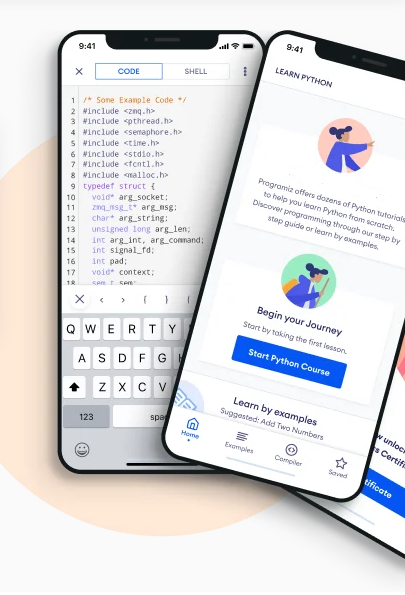 9:41
CODE
SHELL
1 /* Some Example Code */
2 #include <zmq.h>
3 #include <pthread.h>
4 #include <semaphore.h>
5 #include <time.h>
6 #include <stdio.h>
7 #include <fcntl.h>
8 #include <malloc.h>
9 typedef struct {
10 void* arg_socket;
11 zmq_msg_t* arg_msg;
12 char* arg_string;
13 unsigned long arg_len;
14 int arg_int, arg_command;
15 int signal_fd;
16 int pad;
17 void* context;
18 sem_t sem;
< > { } (
Q W E R T Y
A S D F G
Z X C V
123
9:41
LEARN PYTHON
Programiz offers dozens of Python tutorials
to help you learn Python from scratch.
Discover programming through our step by
step guide or learn by examples.
Begin your Journey
Start by taking the first lesson.
Start Python Course
Learn by examples
Suggested: Add Two Numbers
Home
Examples
Compiler
Saved